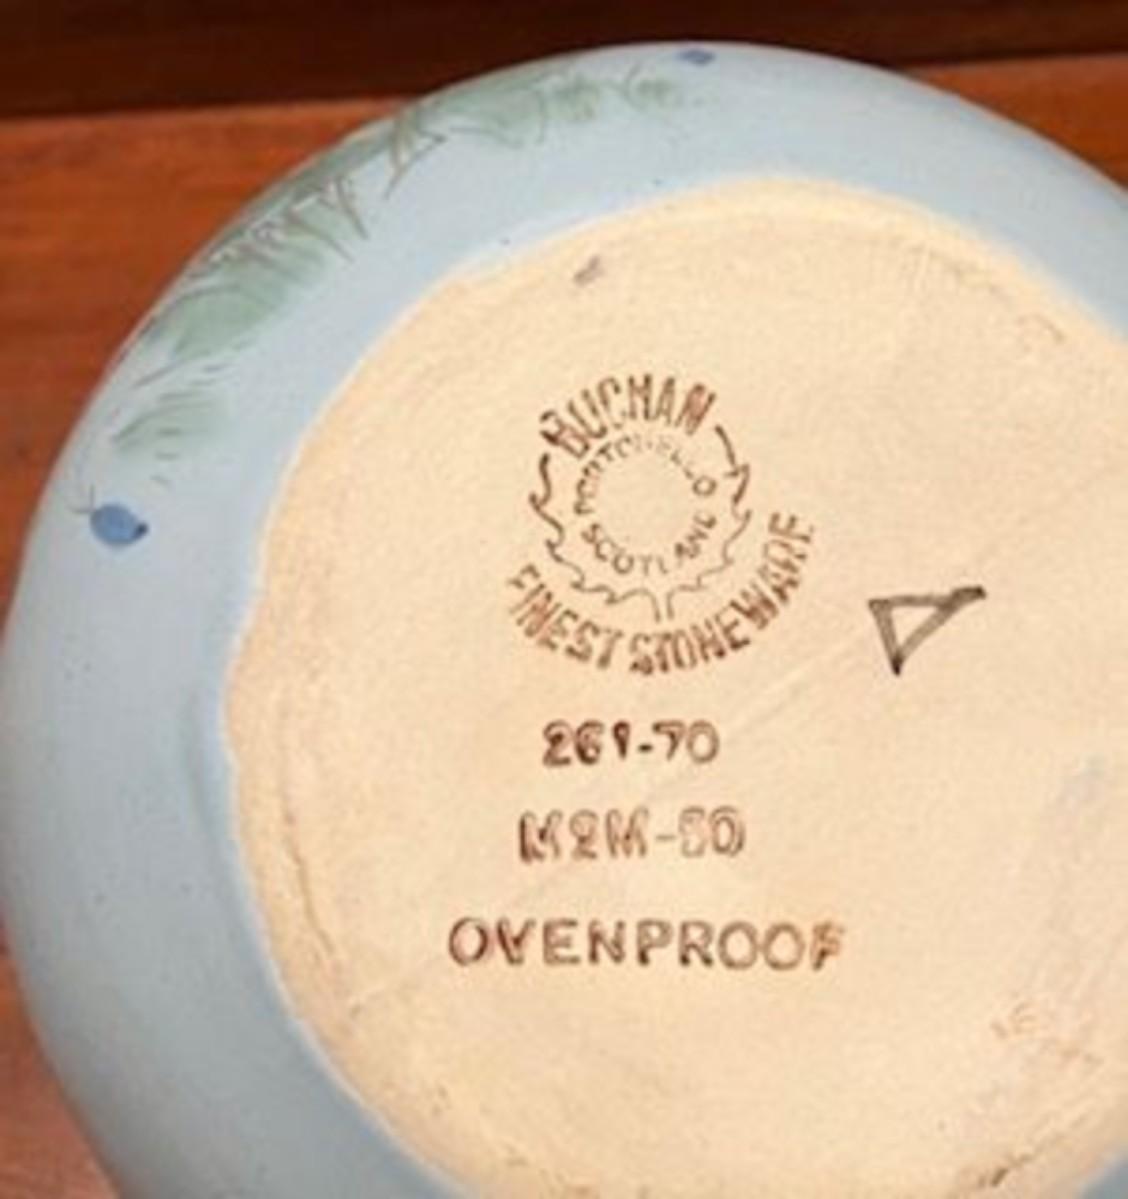 BUCHAN
PORTOBELLO
SCOTLAND
FINEST STONEWARE
261-70
M2M-50
OVENPROOF